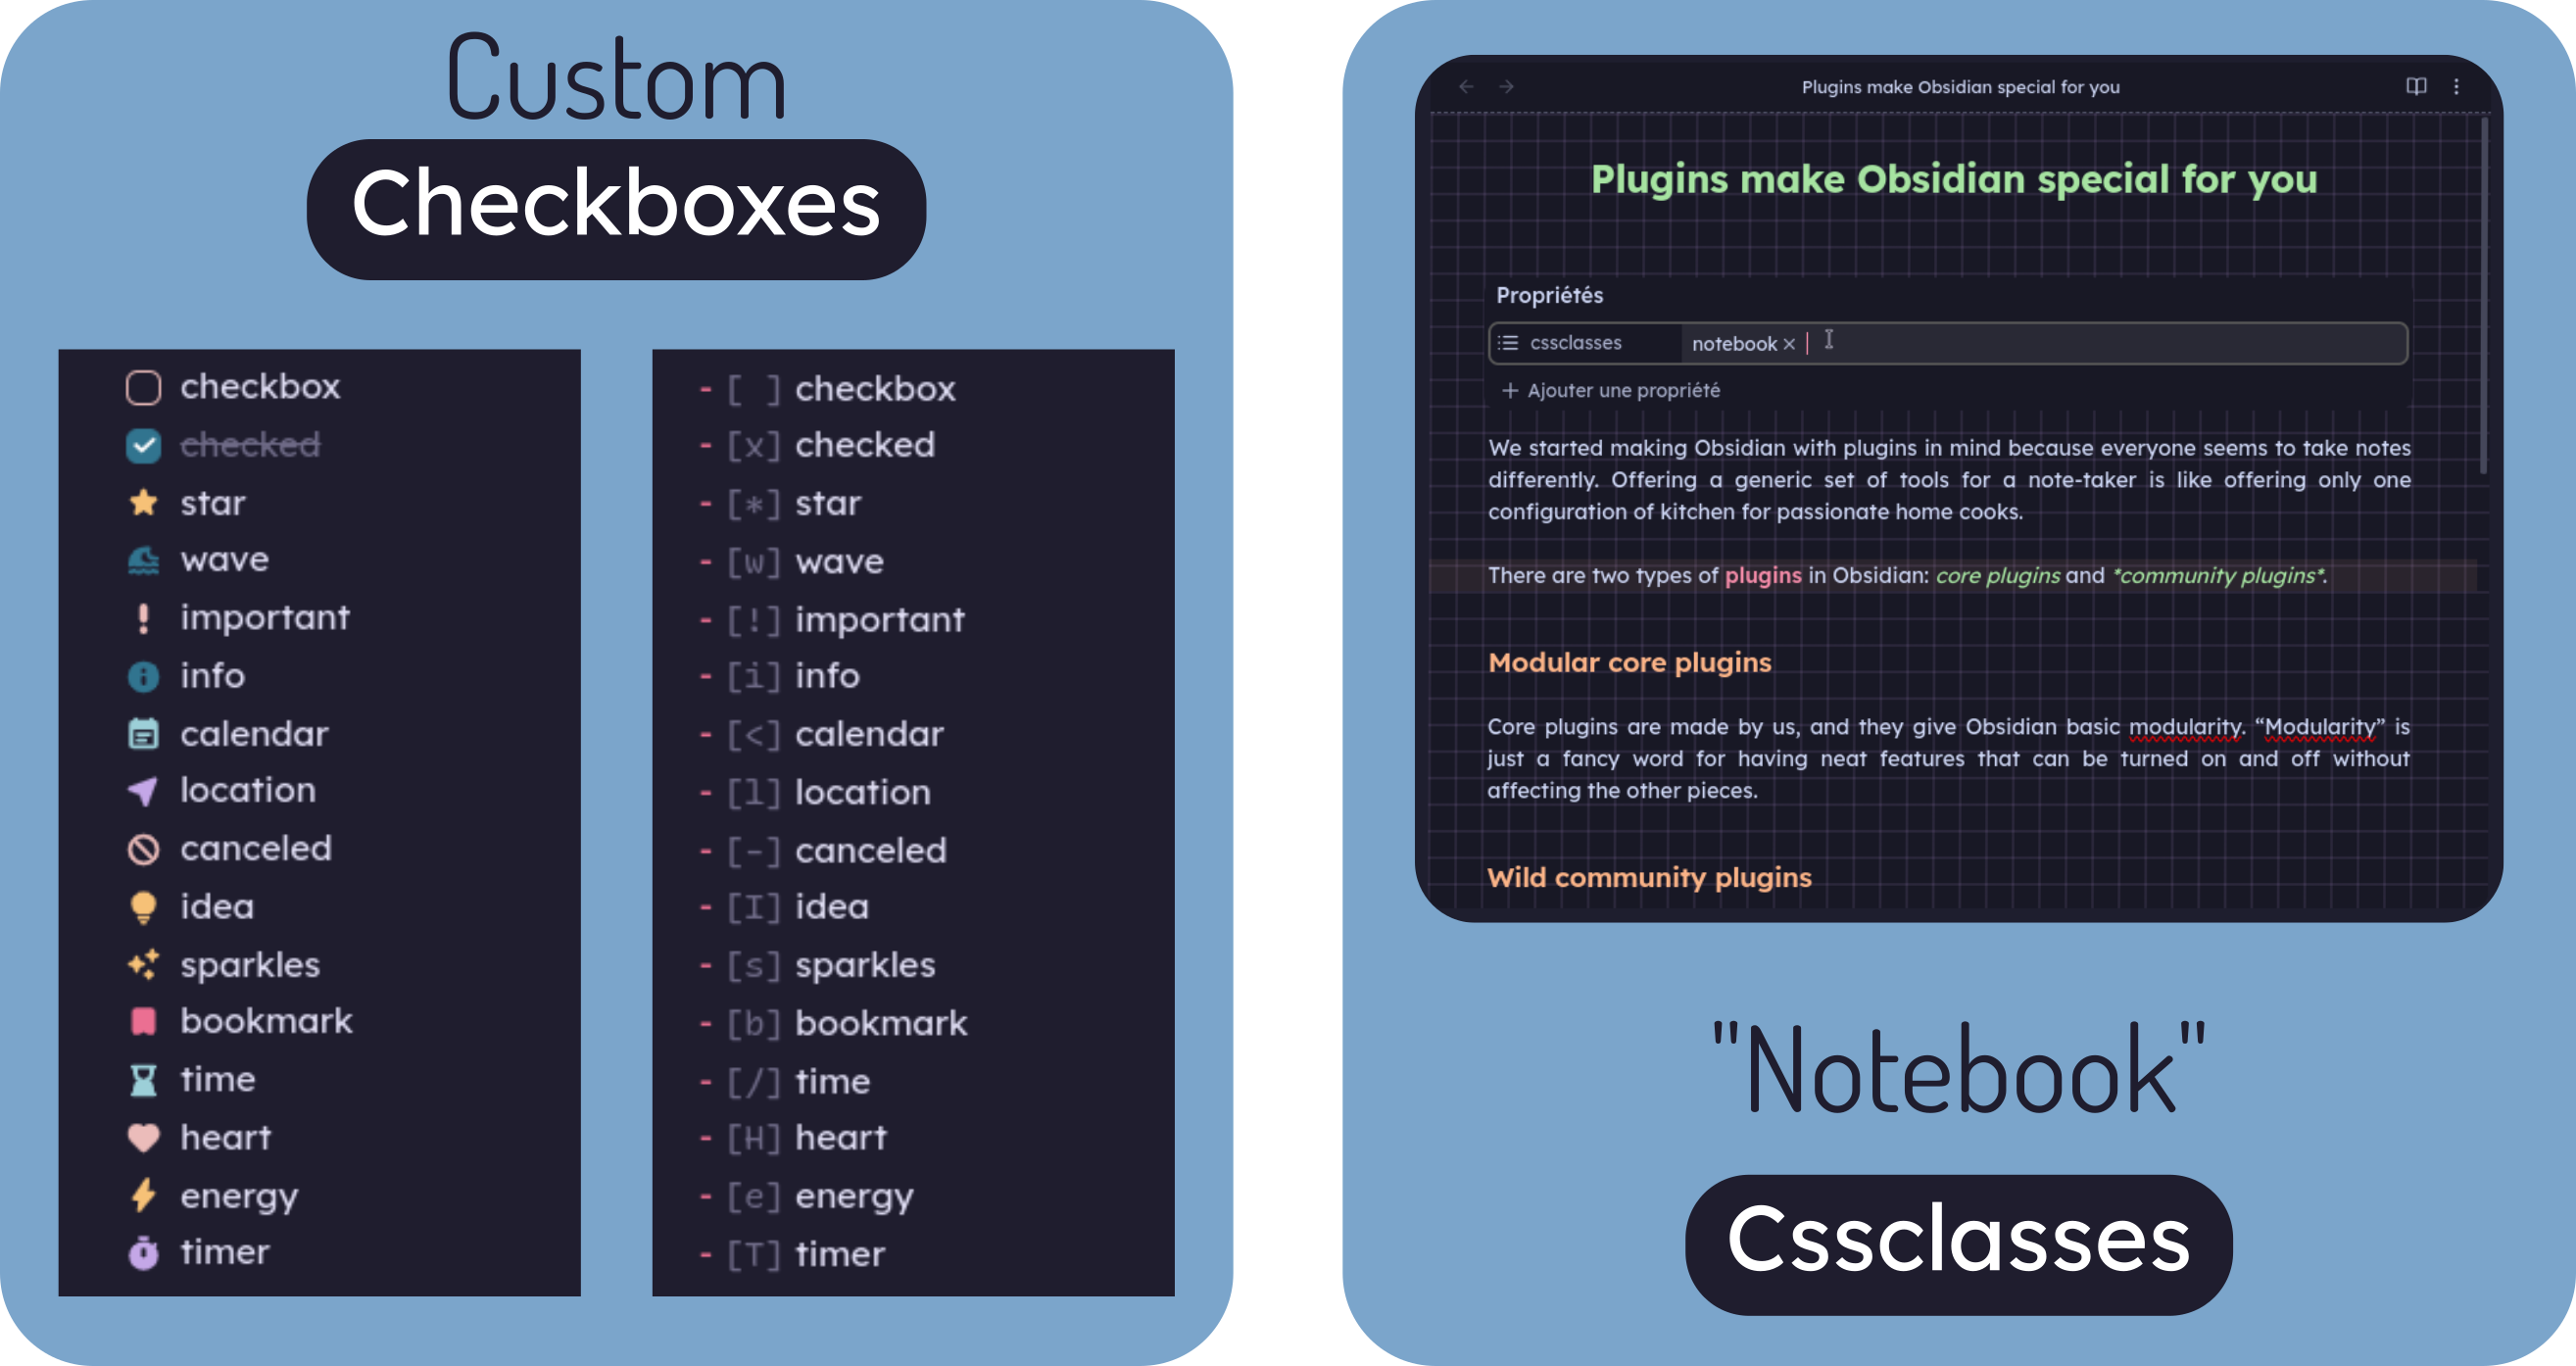 Custom
Checkboxes
checkbox
checked
star
wave
important
info
calendar
location
canceled
idea
sparkles
bookmark
time
heart
energy
timer
- [ ] checkbox
- [x] checked
- [*] star
- [w] wave
- [!] important
- [i] info
- [<] calendar
- [l] location
- [-] canceled
- [I] idea
- [s] sparkles
- [b] bookmark
- [/] time
- [H] heart
- [e] energy
- [T] timer
Plugins make Obsidian special for you
Plugins make Obsidian special for you
Propriétés
cssclasses notebook ×
+ Ajouter une propriété
We started making Obsidian with plugins in mind because everyone seems to take notes
differently. Offering a generic set of tools for a note-taker is like offering only one
configuration of kitchen for passionate home cooks.
There are two types of plugins in Obsidian: core plugins and *community plugins*.
Modular core plugins
Core plugins are made by us, and they give Obsidian basic modularity. “Modularity” is
just a fancy word for having neat features that can be turned on and off without
affecting the other pieces.
Wild community plugins
"Notebook"
Cssclasses